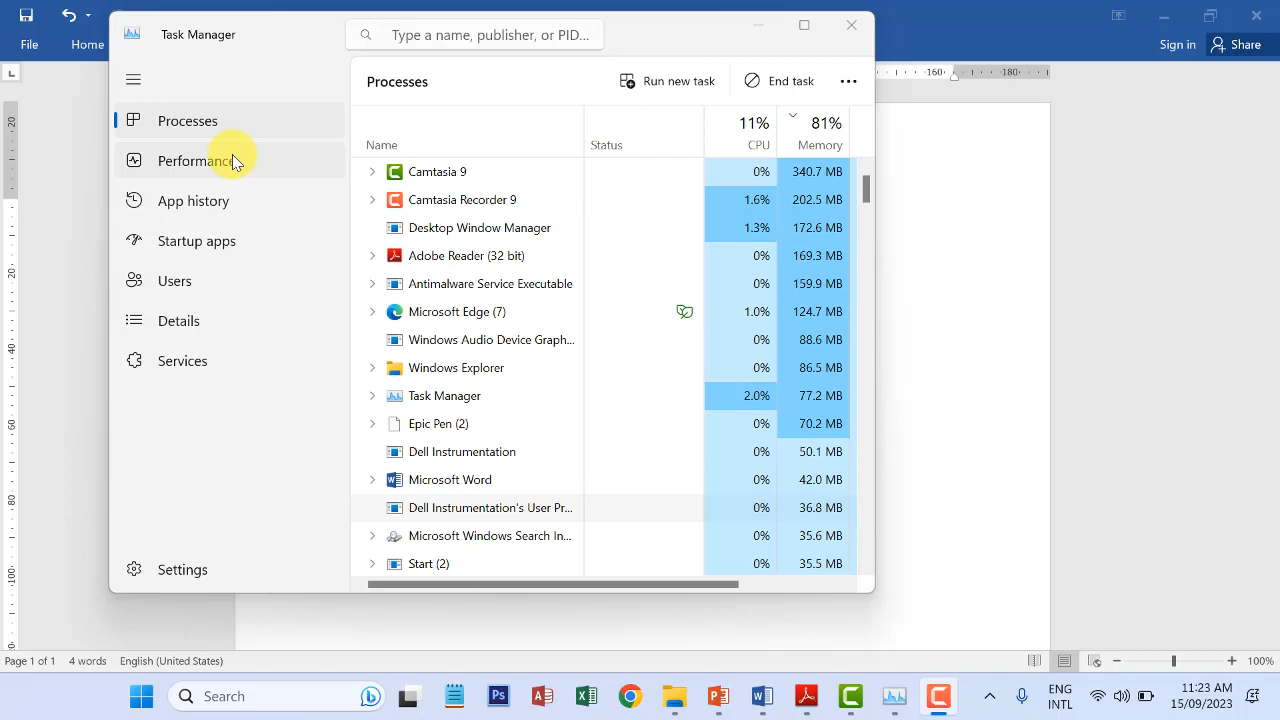 Task Manager
Type a name, publisher, or PID...
File
Home
Sign in
Share
160
180
Processes
Run new task
End task
Processes
Performance
App history
Startup apps
Users
Details
Services
Settings
11%
81%
Name
Status
CPU
Memory
Camtasia 9
0%
340.7 MB
Camtasia Recorder 9
1.6%
202.5 MB
Desktop Window Manager
1.3%
172.6 MB
Adobe Reader (32 bit)
0%
169.3 MB
Antimalware Service Executable
0%
159.9 MB
Microsoft Edge (7)
1.0%
124.7 MB
Windows Audio Device Graph...
0%
88.6 MB
Windows Explorer
0%
86.5 MB
Task Manager
2.0%
77.2 MB
Epic Pen (2)
0%
70.2 MB
Dell Instrumentation
0%
50.1 MB
Microsoft Word
0%
42.0 MB
Dell Instrumentation's User Pr...
0%
36.8 MB
Microsoft Windows Search In...
0%
35.6 MB
Start (2)
0%
35.5 MB
20
40
60
80
100
Page 1 of 1
4 words
English (United States)
100%
Search
ENG
INTL
11:23 AM
15/09/2023